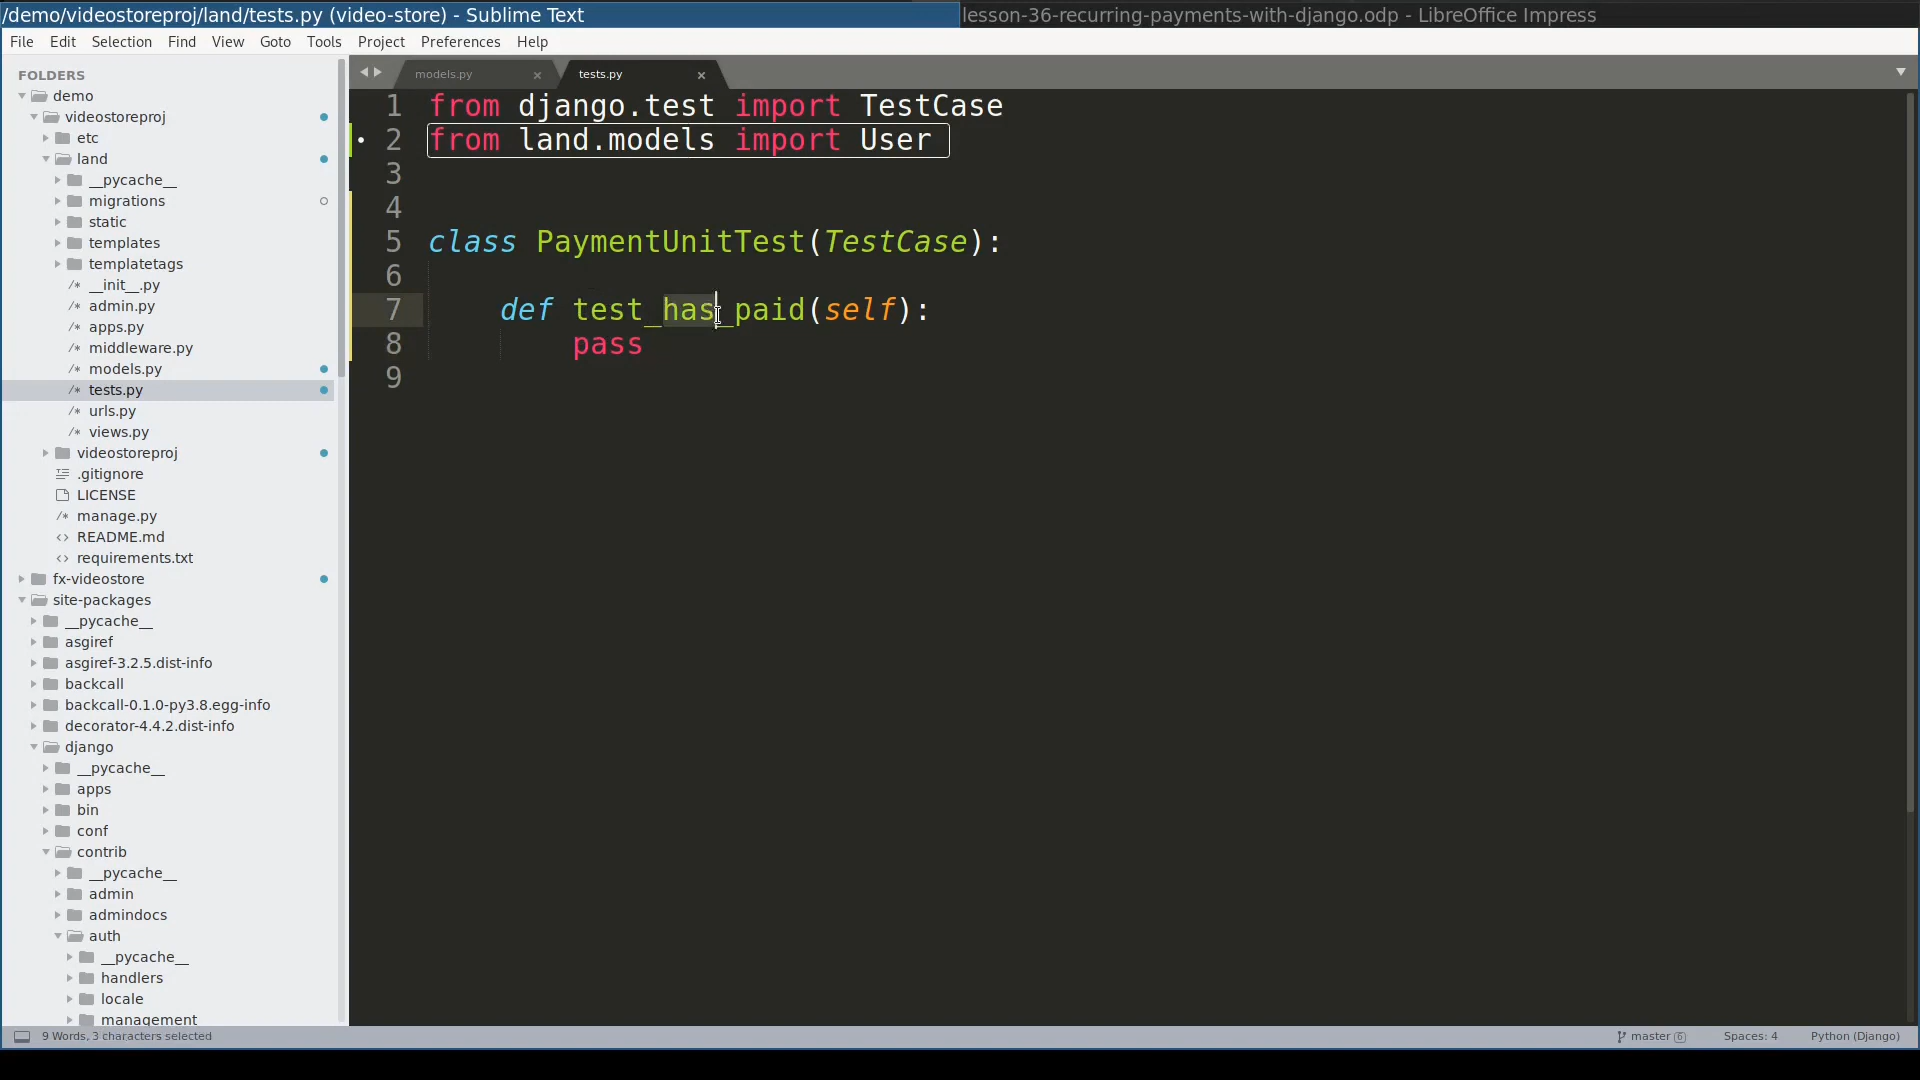 /demo/videostoreproj/land/tests.py (video-store) - Sublime Text
lesson-36-recurring-payments-with-django.odp - LibreOffice Impress
File Edit Selection Find View Goto Tools Project Preferences Help
FOLDERS
demo
videostoreproj
etc
land
__pycache__
migrations
static
templates
templatetags
/* __init__.py
/* admin.py
/* apps.py
/* middleware.py
/* models.py
/* tests.py
/* urls.py
/* views.py
videostoreproj
.gitignore
LICENSE
/* manage.py
<> README.md
<> requirements.txt
fx-videostore
site-packages
__pycache__
asgiref
asgiref-3.2.5.dist-info
backcall
backcall-0.1.0-py3.8.egg-info
decorator-4.4.2.dist-info
django
__pycache__
apps
bin
conf
contrib
__pycache__
admin
admindocs
auth
__pycache__
handlers
locale
management
models.py ×
tests.py ×
1 from django.test import TestCase
2 from land.models import User
3
4
5 class PaymentUnitTest(TestCase):
6
7     def test_has_paid(self):
8         pass
9
9 Words, 3 characters selected
master 6
Spaces: 4
Python (Django)